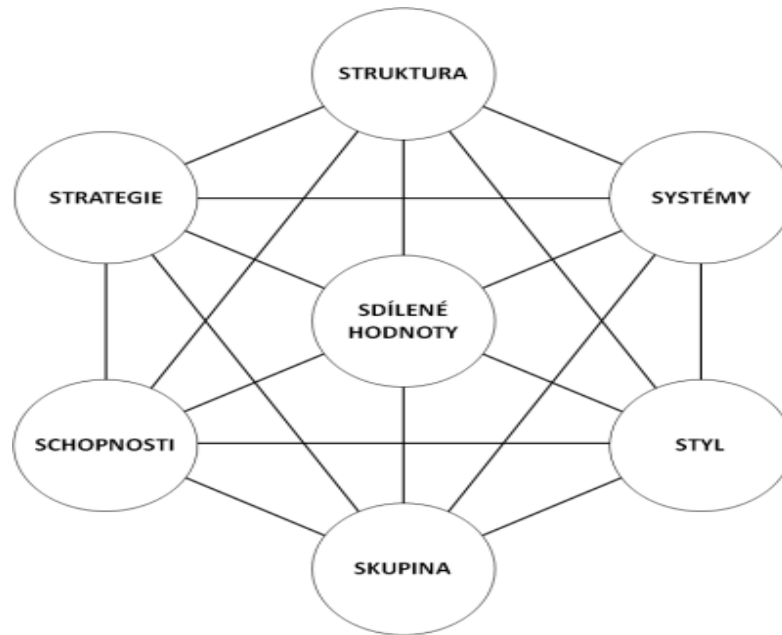 STRUKTURA
STRATEGIE
SYSTÉMY
SDÍLENÉ
HODNOTY
SCHOPNOSTI
STYL
SKUPINA